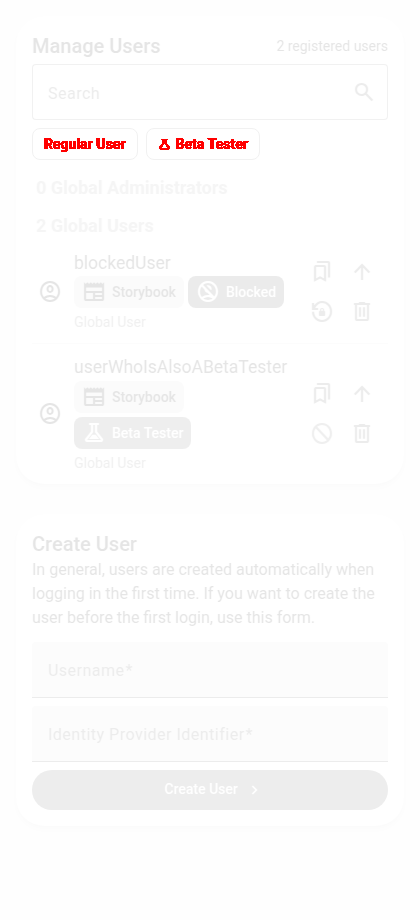 Manage Users
2 registered users
Search
Regular User
Beta Tester
0 Global Administrators
2 Global Users
blockedUser
Storybook
Blocked
Global User
userWhoIsAlsoABetaTester
Storybook
Beta Tester
Global User
Create User
In general, users are created automatically when
logging in the first time. If you want to create the
user before the first login, use this form.
Username*
Identity Provider Identifier*
Create User